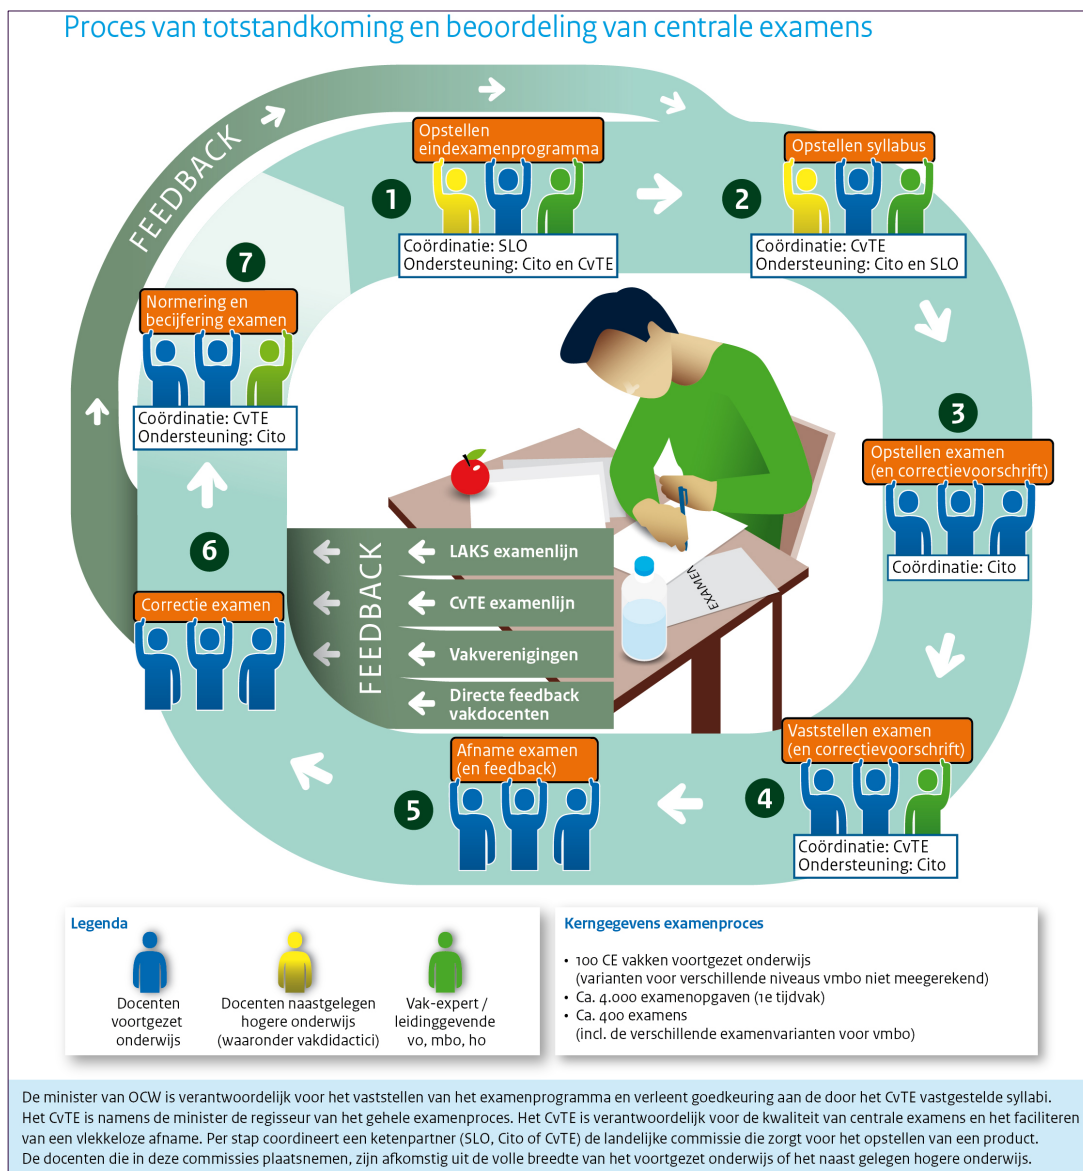 Proces van totstandkoming en beoordeling van centrale examens
FEEDBACK
1
Opstellen
eindexamenprogramma
Coördinatie: SLO
Ondersteuning: Cito en CvTE
2
Opstellen syllabus
Coördinatie: CvTE
Ondersteuning: Cito en SLO
3
Opstellen examen
(en correctievoorschrift)
Coördinatie: Cito
4
Vaststellen examen
(en correctievoorschrift)
Coördinatie: CvTE
Ondersteuning: Cito
5
Afname examen
(en feedback)
6
Correctie examen
7
Normering en
becijfering examen
Coördinatie: CvTE
Ondersteuning: Cito
FEEDBACK
LAKS examenlijn
CvTE examenlijn
Vakverenigingen
Directe feedback
vakdocenten
EXAMEN
Legenda
Docenten
voortgezet
onderwijs
Docenten naastgelegen
hogere onderwijs
(waaronder vakdidactici)
Vak-expert /
leidinggevende
vo, mbo, ho
Kerngegevens examenproces
• 100 CE vakken voortgezet onderwijs
(varianten voor verschillende niveaus vmbo niet meegerekend)
• Ca. 4.000 examenopgaven (1e tijdvak)
• Ca. 400 examens
(incl. de verschillende examenvarianten voor vmbo)
De minister van OCW is verantwoordelijk voor het vaststellen van het examenprogramma en verleent goedkeuring aan de door het CvTE vastgestelde syllabi.
Het CvTE is namens de minister de regisseur van het gehele examenproces. Het CvTE is verantwoordelijk voor de kwaliteit van centrale examens en het faciliteren
van een vlekkeloze afname. Per stap coordineert een ketenpartner (SLO, Cito of CvTE) de landelijke commissie die zorgt voor het opstellen van een product.
De docenten die in deze commissies plaatsnemen, zijn afkomstig uit de volle breedte van het voortgezet onderwijs of het naast gelegen hogere onderwijs.